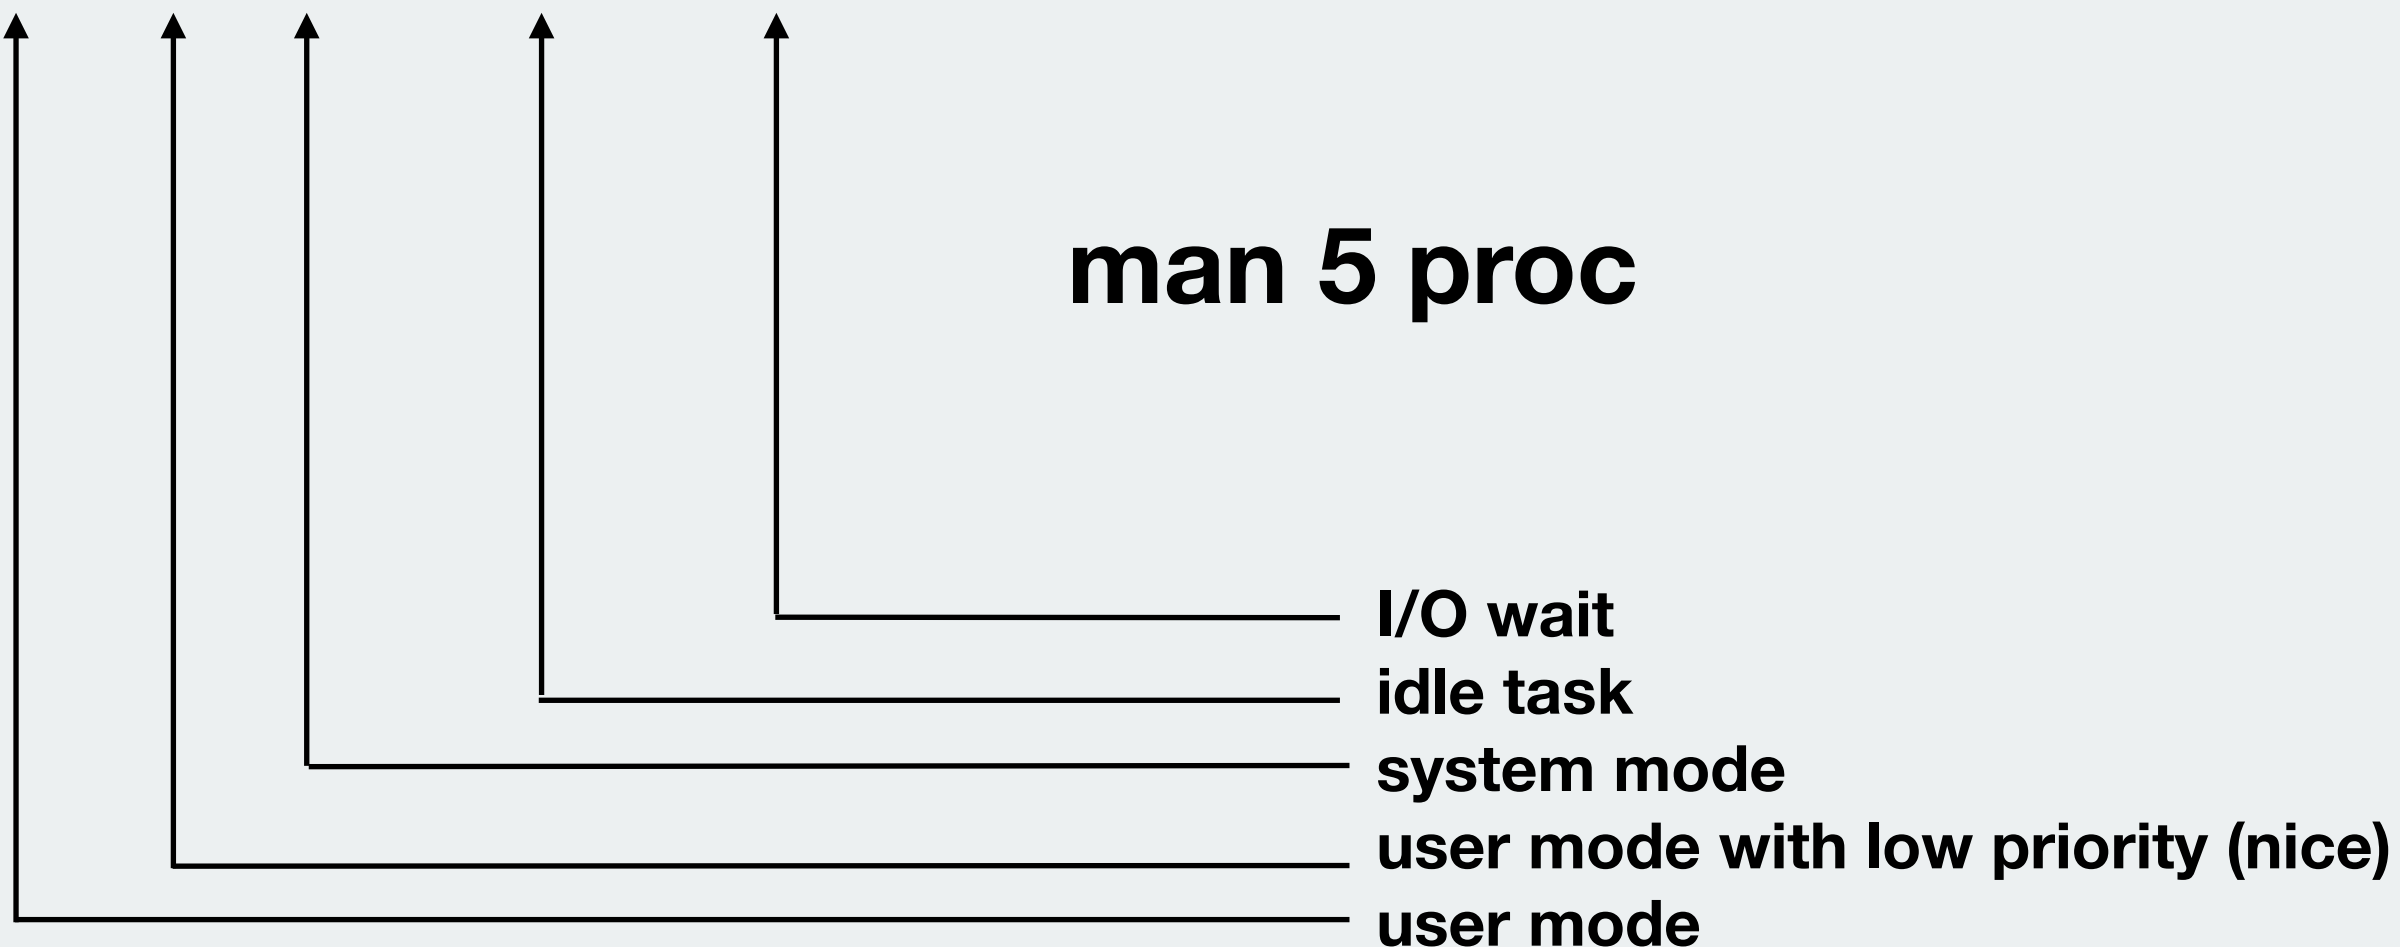 man 5 proc
I/O wait
idle task
system mode
user mode with low priority (nice)
user mode